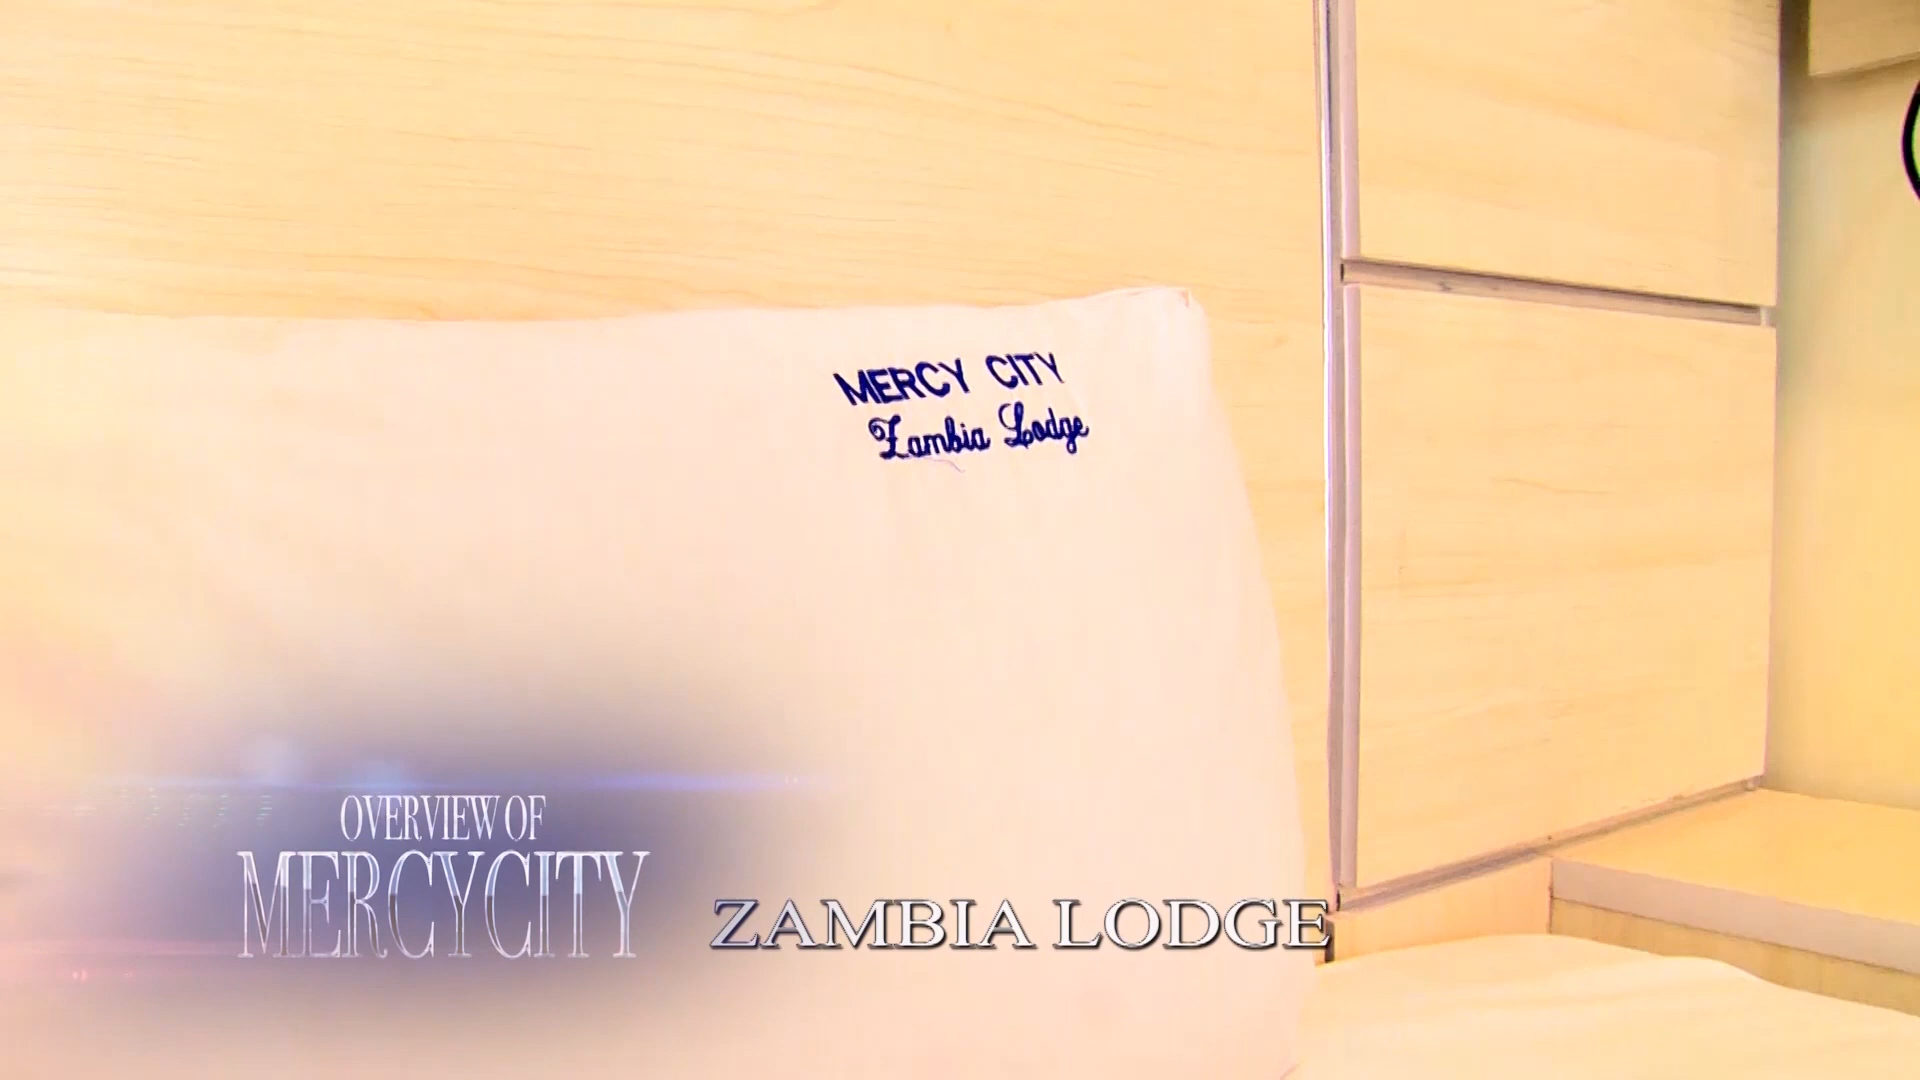 MERCY CITY
Zambia Lodge
OVERVIEW OF
MERCYCITY
ZAMBIA LODGE